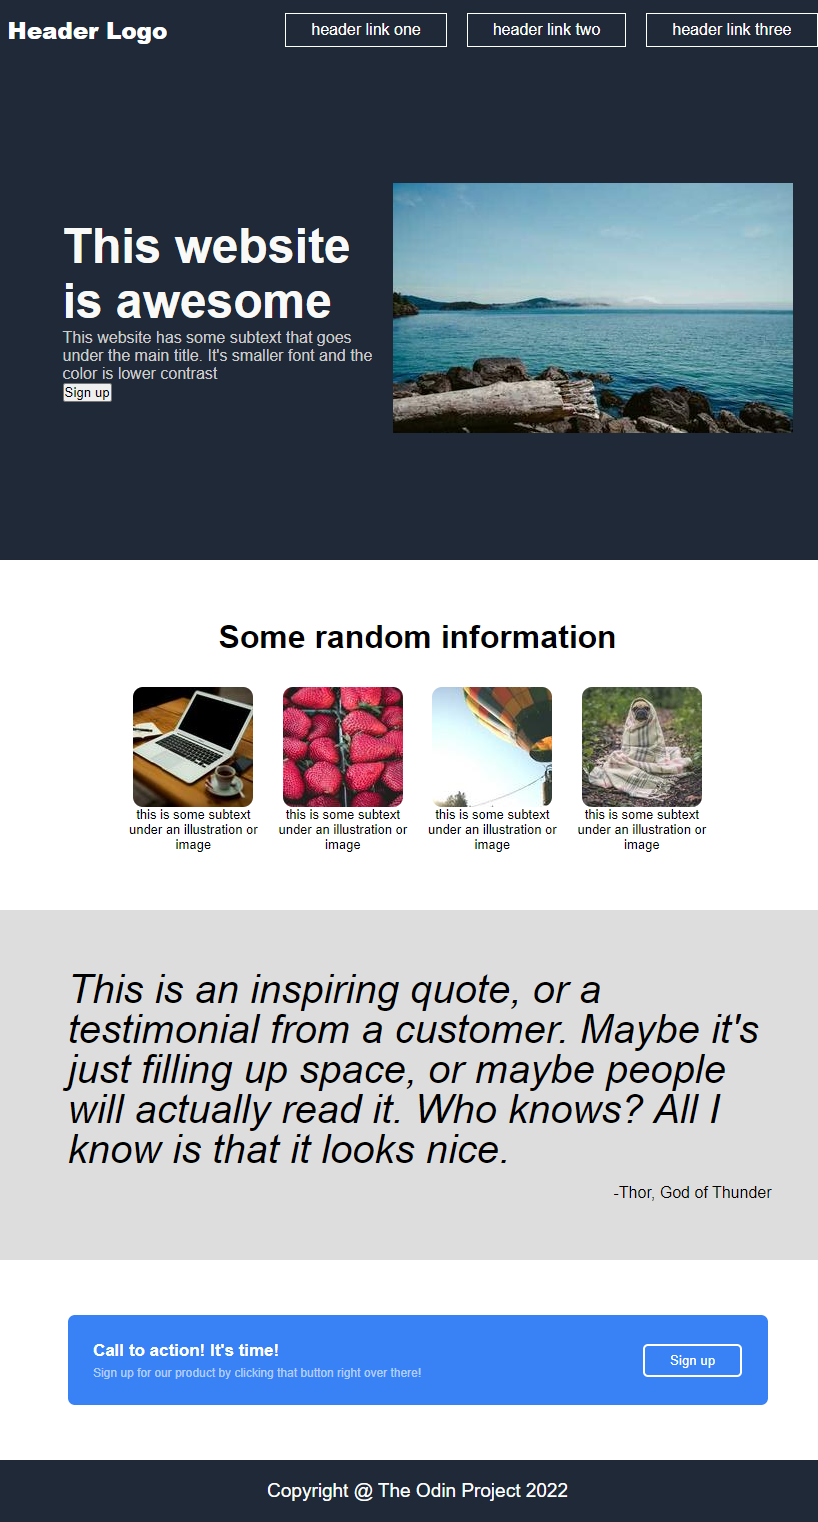 Header Logo
header link one
header link two
header link three
This website
is awesome
This website has some subtext that goes
under the main title. It's smaller font and the
color is lower contrast
Sign up
Some random information
this is some subtext
under an illustration or
image
this is some subtext
under an illustration or
image
this is some subtext
under an illustration or
image
this is some subtext
under an illustration or
image
This is an inspiring quote, or a
testimonial from a customer. Maybe it's
just filling up space, or maybe people
will actually read it. Who knows? All I
know is that it looks nice.
-Thor, God of Thunder
Call to action! It's time!
Sign up for our product by clicking that button right over there!
Sign up
Copyright @ The Odin Project 2022